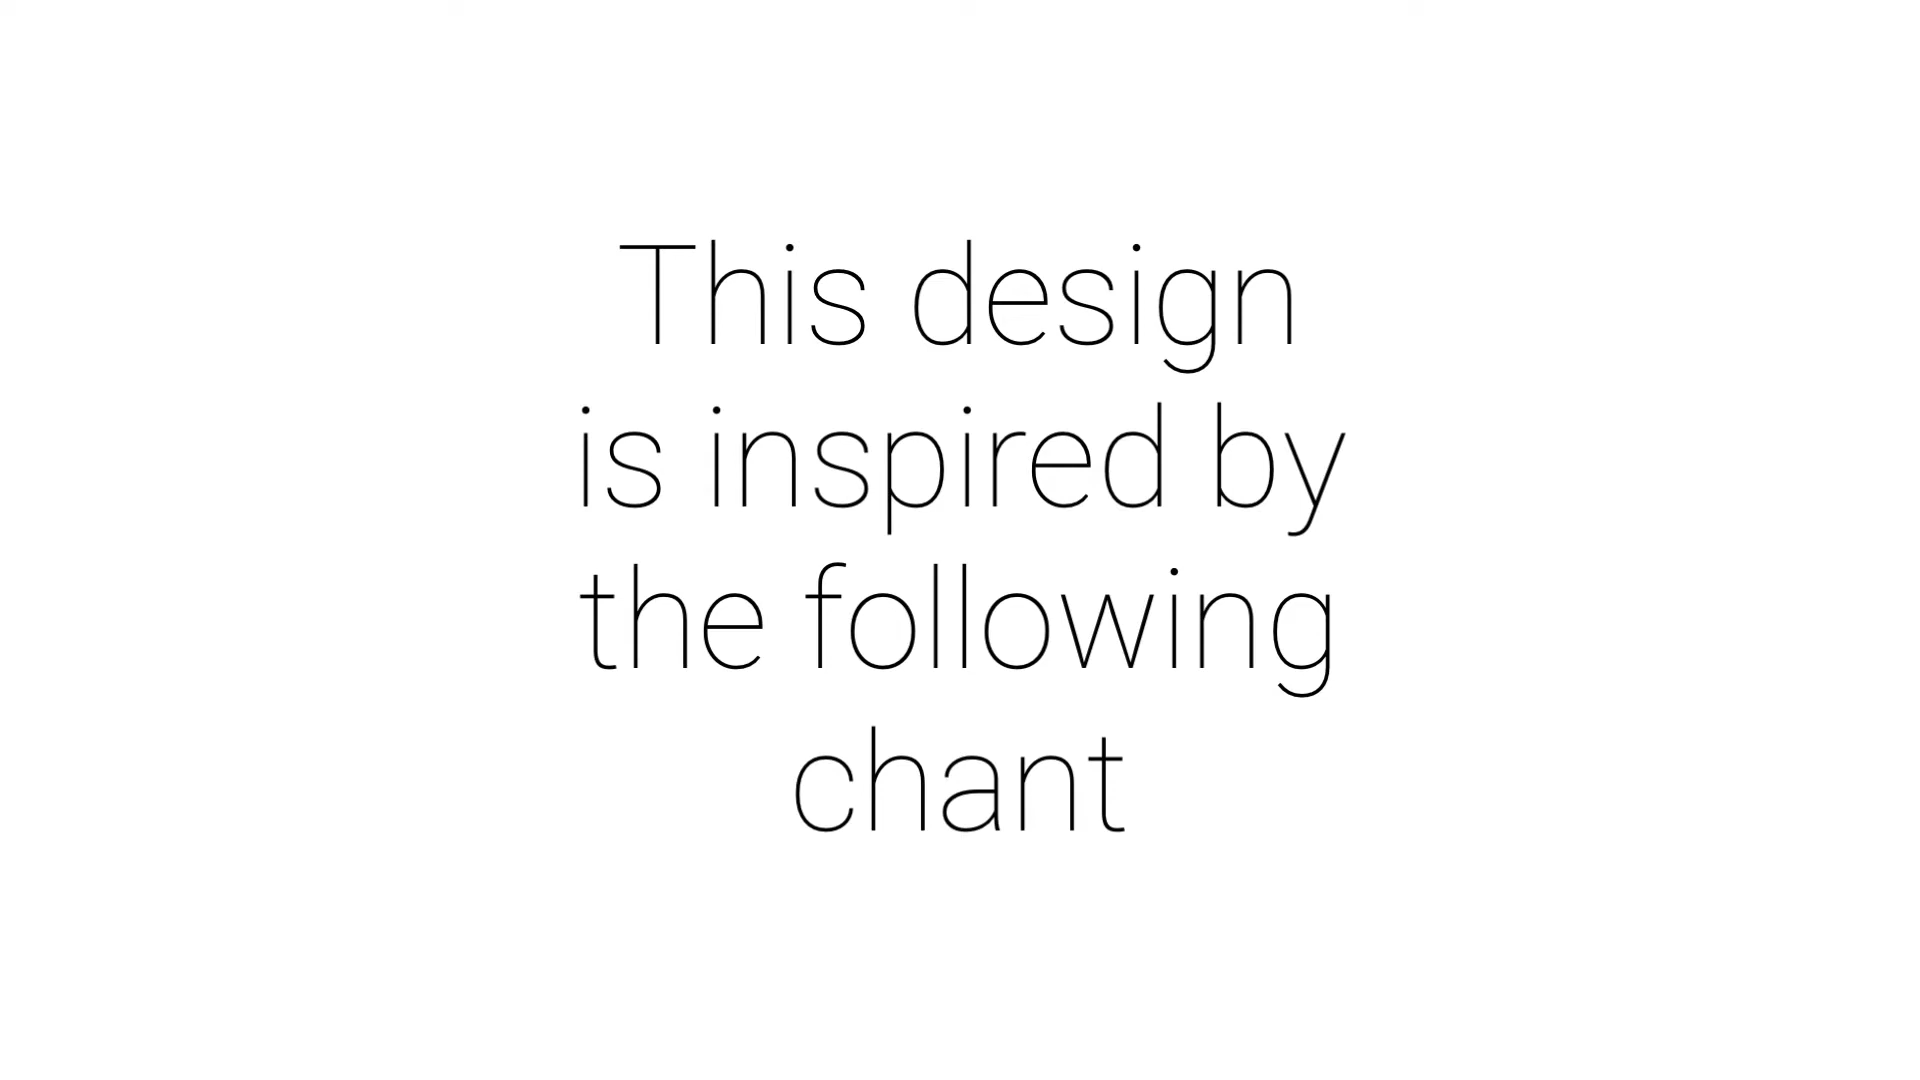 This design
is inspired by
the following
chant